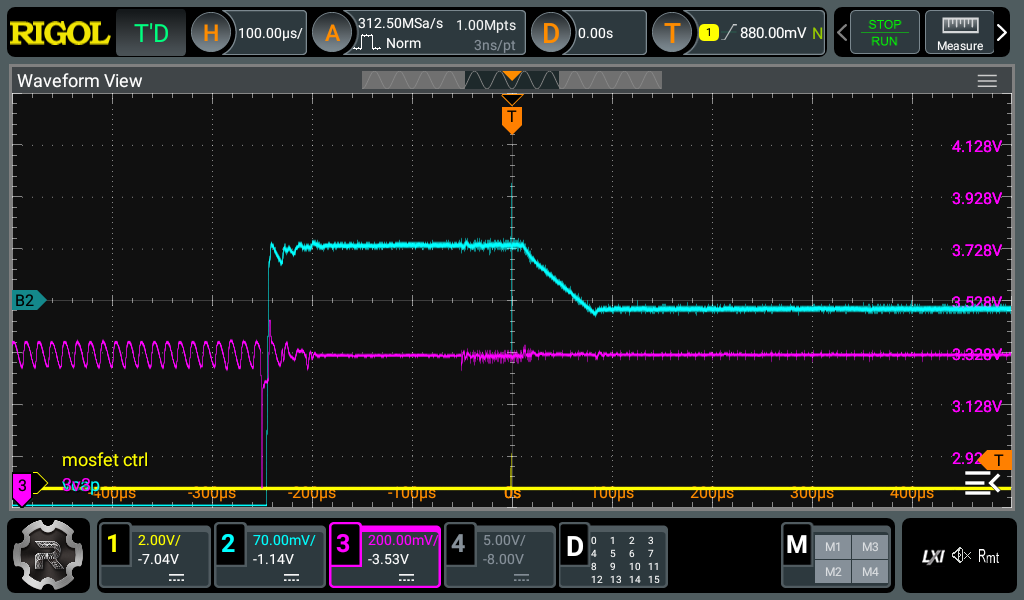 RIGOL T'D H 100.00µs/ A 312.50MSa/s 1.00Mpts D 0.00s T 1 880.00mV N STOP
Norm 3ns/pt RUN Measure
Waveform View
T
4.128V
3.928V
3.728V
B2 3.528V
3.328V
3.128V
mosfet ctrl 2.92 T
3
-400µs -300µs -200µs -100µs 0s 100µs 200µs 300µs 400µs
1 2.00V/ 2 70.00mV/ 3 200.00mV/ 4 5.00V/ D 0 1 2 3 M M1 M3
-7.04V -1.14V -3.53V -8.00V 4 5 6 7 M2 M4
8 9 10 11
12 13 14 15
R LXI Rmt